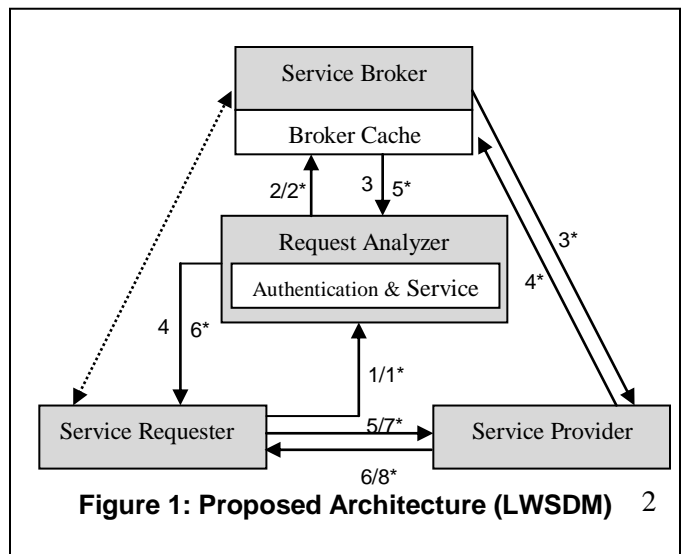 Service Broker
Broker Cache
2/2*
3
5*
Request Analyzer
3*
4*
Authentication & Service
4
6*
1/1*
Service Requester
5/7*
Service Provider
6/8*
Figure 1: Proposed Architecture (LWSDM)
2